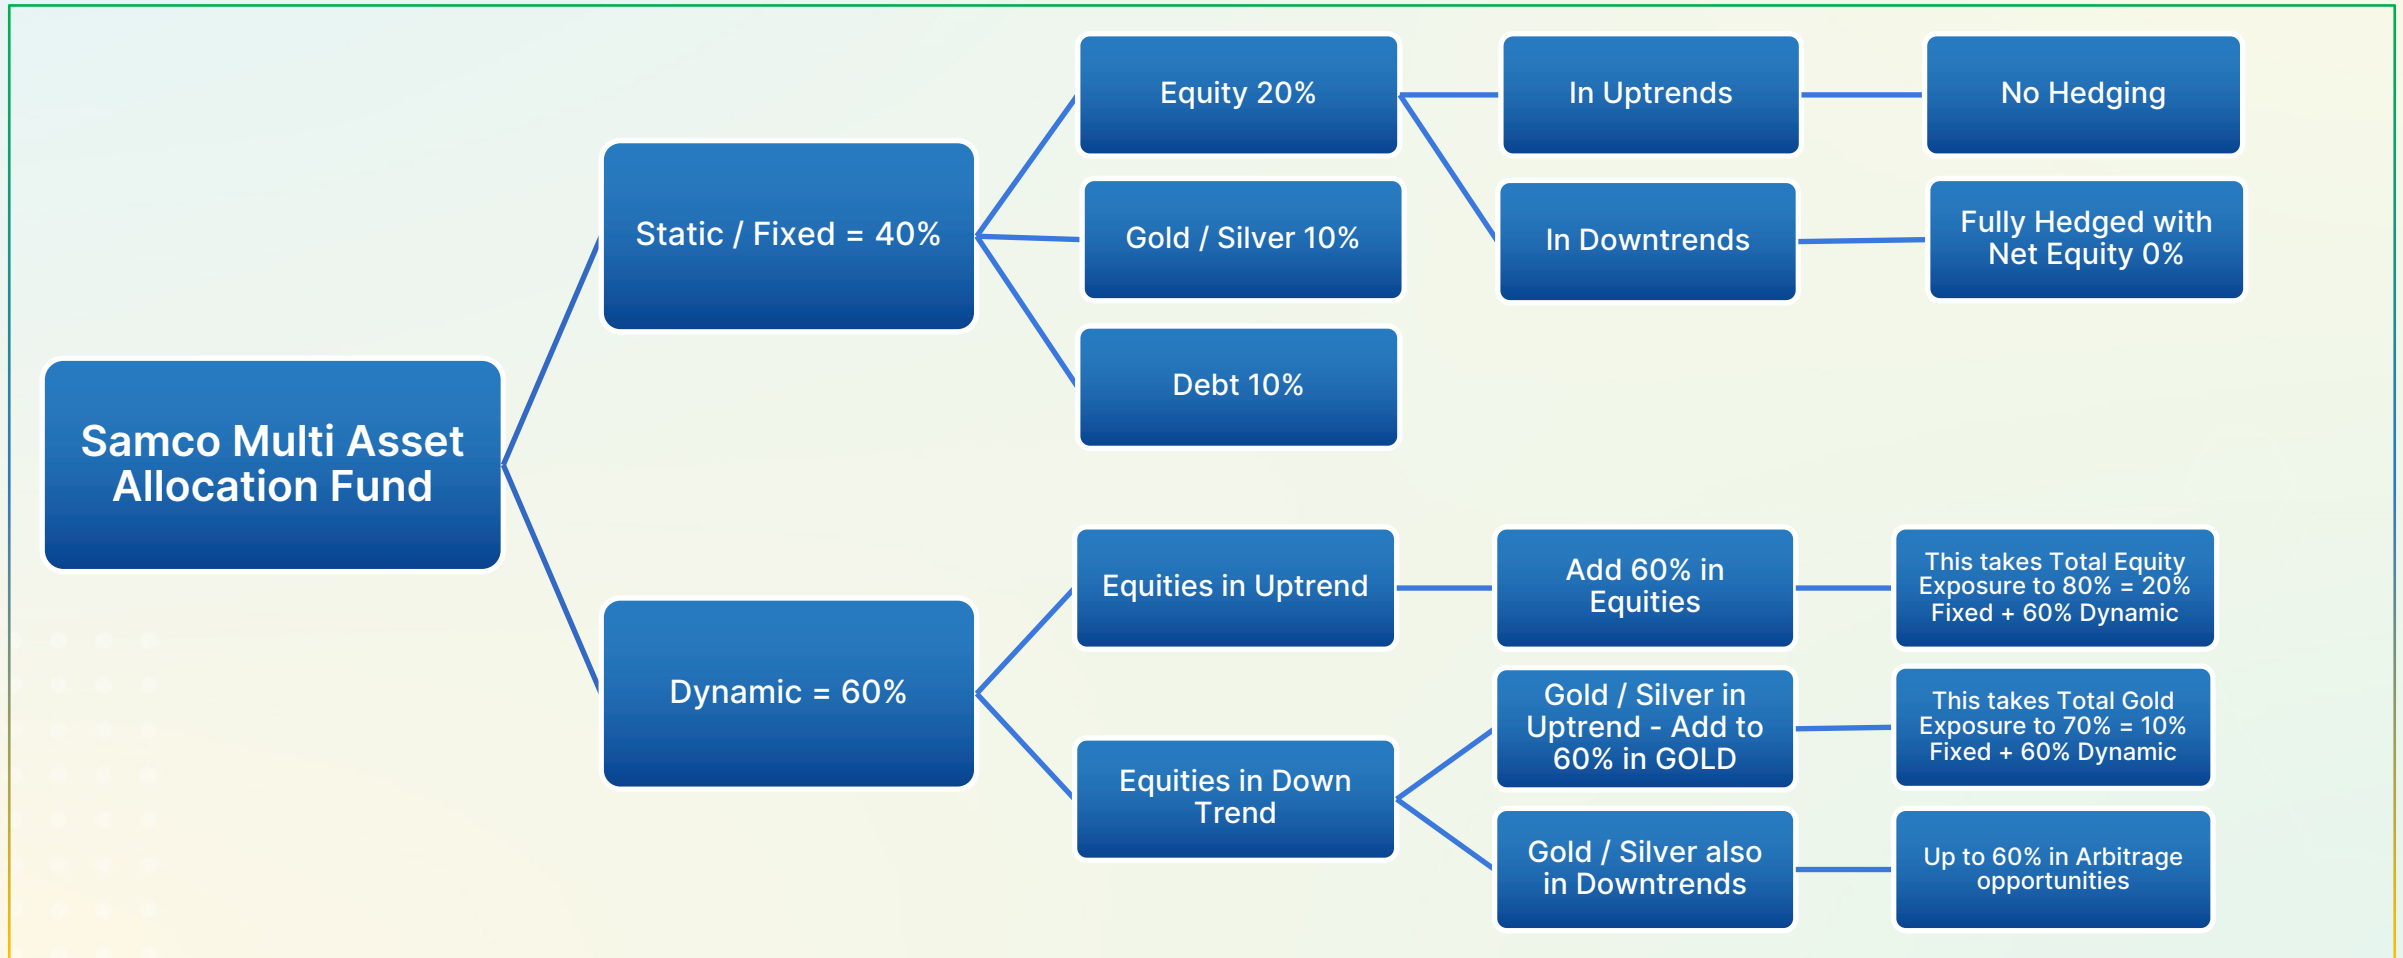 Samco Multi Asset
Allocation Fund
Static / Fixed = 40%
Equity 20%
In Uptrends
No Hedging
In Downtrends
Fully Hedged with
Net Equity 0%
Gold / Silver 10%
Debt 10%
Dynamic = 60%
Equities in Uptrend
Add 60% in
Equities
This takes Total Equity
Exposure to 80% = 20%
Fixed + 60% Dynamic
Equities in Down
Trend
Gold / Silver in
Uptrend - Add to
60% in GOLD
This takes Total Gold
Exposure to 70% = 10%
Fixed + 60% Dynamic
Gold / Silver also
in Downtrends
Up to 60% in Arbitrage
opportunities